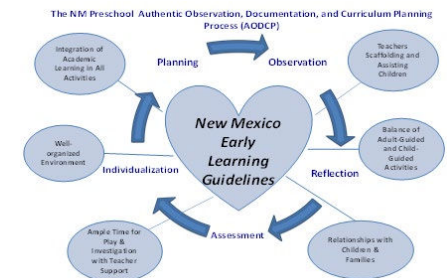 The NM Preschool Authentic Observation, Documentation, and Curriculum Planning
Process (AODCP)
Integration of
Academic
Learning in All
Activities
Planning
Observation
Teachers
Scaffolding and
Assisting
Children
New Mexico
Early
Learning
Guidelines
Well-
organized
Environment
Individualization
Reflection
Balance of
Adult-Guided
and Child-
Guided
Activities
Assessment
Ample Time for
Play &
Investigation
with Teacher
Support
Relationships with
Children &
Families